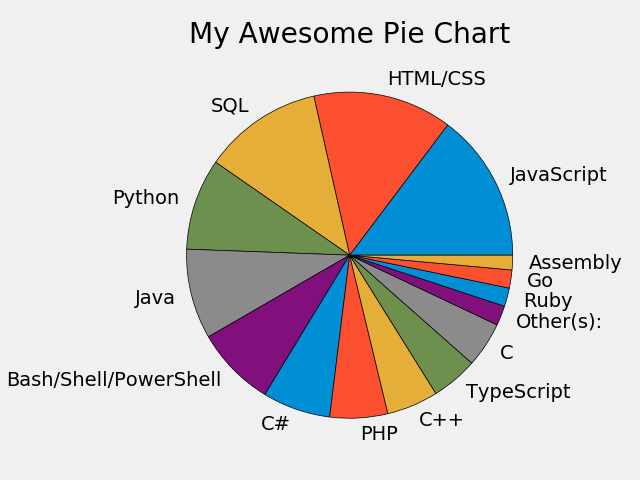 My Awesome Pie Chart
HTML/CSS
SQL
JavaScript
Python
Assembly
Go
Java
Ruby
Other(s):
C
Bash/Shell/PowerShell
TypeScript
C++
C#
PHP